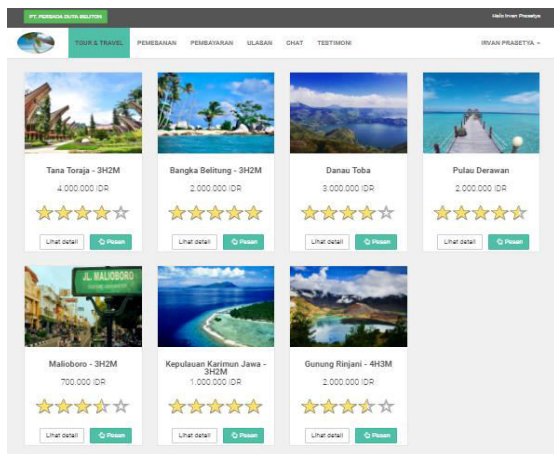 PT. PERSADA DUTA BELITON
Hallo Irvan Prasetya
TOUR & TRAVEL PEMESANAN PEMBAYARAN ULASAN CHAT TESTIMONI IRVAN PRASETYA
Tana Toraja - 3H2M
4.000.000 IDR
Lihat detail Pesan
Bangka Belitung - 3H2M
2.000.000 IDR
Lihat detail Pesan
Danau Toba
3.000.000 IDR
Lihat detail Pesan
Pulau Derawan
2.000.000 IDR
Lihat detail Pesan
JL. MALIOBORO
Malioboro - 3H2M
700.000 IDR
Lihat detail Pesan
Kepulauan Karimun Jawa -
3H2M
1.000.000 IDR
Lihat detail Pesan
Gunung Rinjani - 4H3M
2.000.000 IDR
Lihat detail Pesan